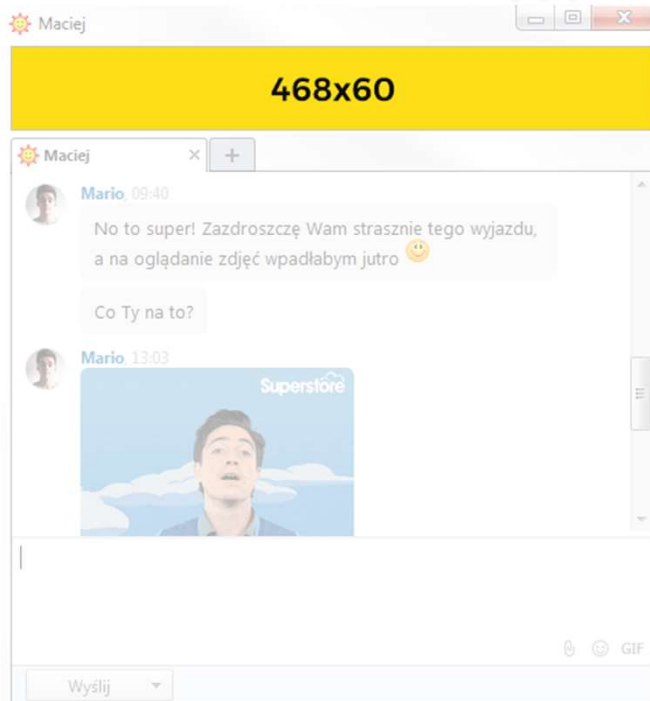 Maciej
468x60
Maciej
Mario, 09:40
No to super! Zazdroszczę Wam strasznie tego wyjazdu,
a na oglądanie zdjęć wpadłabym jutro
Co Ty na to?
Mario, 13:03
Superstore
GIF
Wyślij